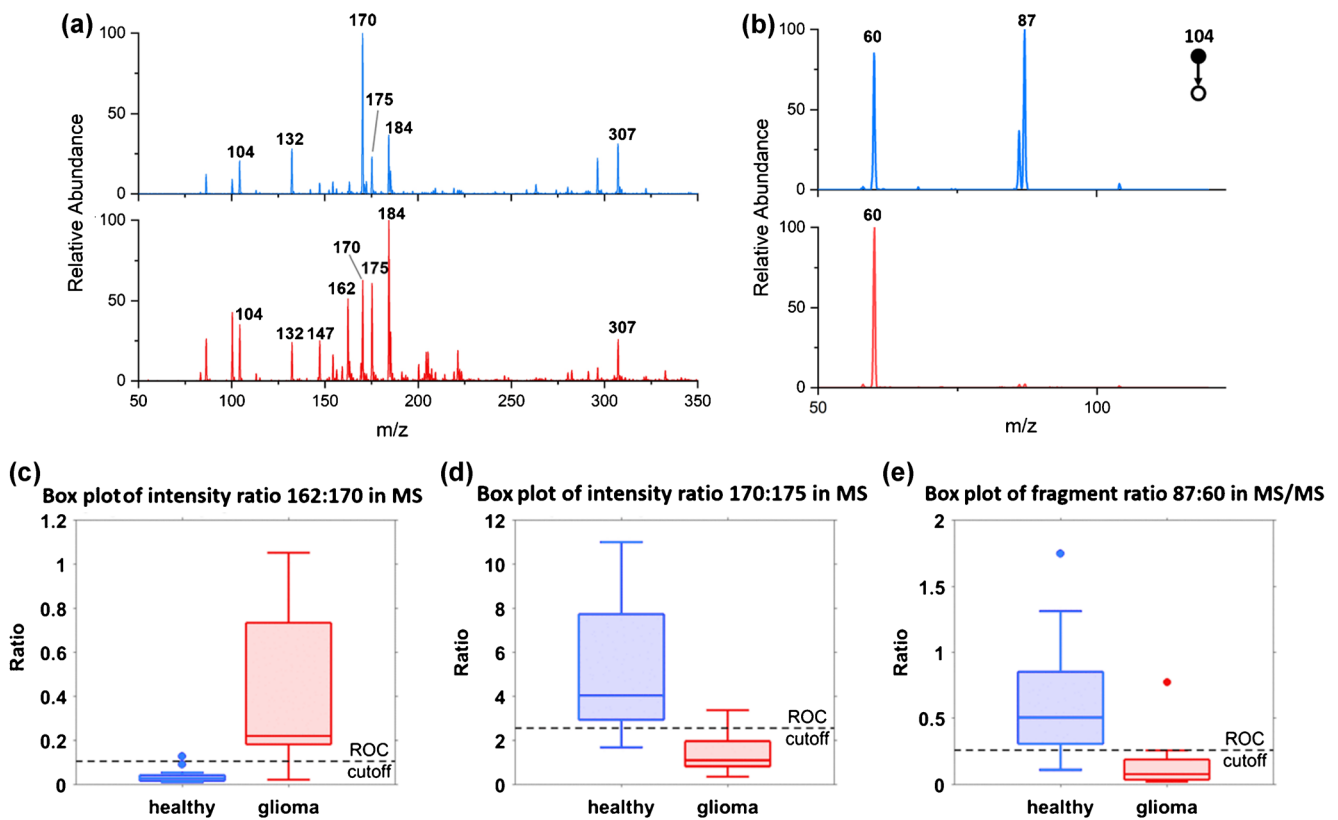 (a)
100
50
0
Relative Abundance
104
132
170
175
184
307
100
50
0
104
132
147
162
170
175
184
307
50
100
150
200
250
300
350
m/z
(b)
100
50
0
Relative Abundance
60
87
104
100
50
0
60
50
100
m/z
(c)
Box plot of intensity ratio 162:170 in MS
Ratio
1.2
1
0.8
0.6
0.4
0.2
0
ROC
cutoff
healthy
glioma
(d)
Box plot of intensity ratio 170:175 in MS
Ratio
12
10
8
6
4
2
0
ROC
cutoff
healthy
glioma
(e)
Box plot of fragment ratio 87:60 in MS/MS
Ratio
2
1.5
1
0.5
0
ROC
cutoff
healthy
glioma